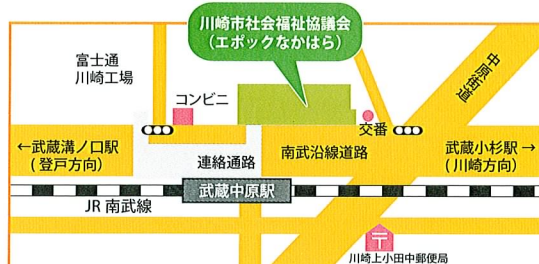 川崎市社会福祉協議会
(エポックなかはら)
富士通
川崎工場
コンビニ
中原街道
交番
←武蔵溝ノ口駅
(登戸方向)
連絡通路
南武沿線道路
武蔵小杉駅→
(川崎方向)
武蔵中原駅
JR 南武線
〒
川崎上小田中郵便局